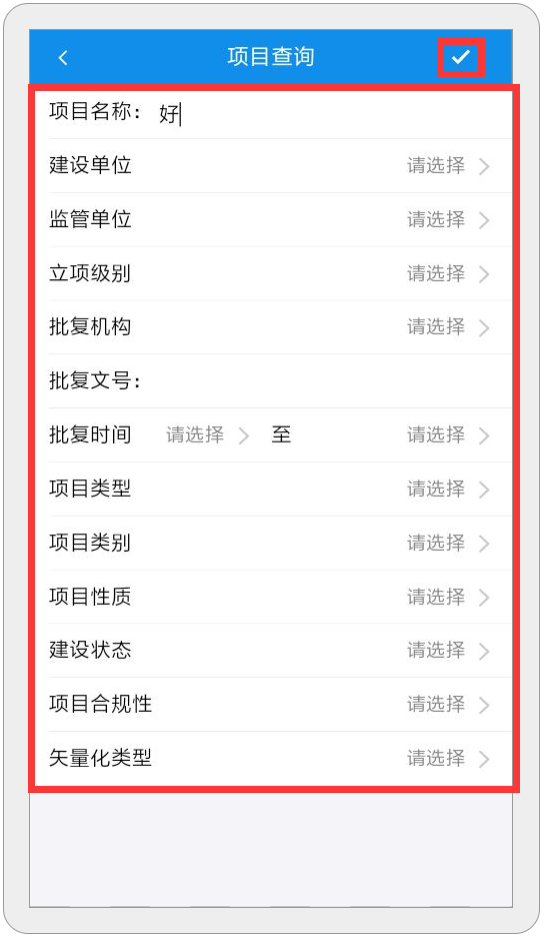 项目查询
项目名称： 好
建设单位 请选择
监管单位 请选择
立项级别 请选择
批复机构 请选择
批复文号：
批复时间 请选择 至 请选择
项目类型 请选择
项目类别 请选择
项目性质 请选择
建设状态 请选择
项目合规性 请选择
矢量化类型 请选择